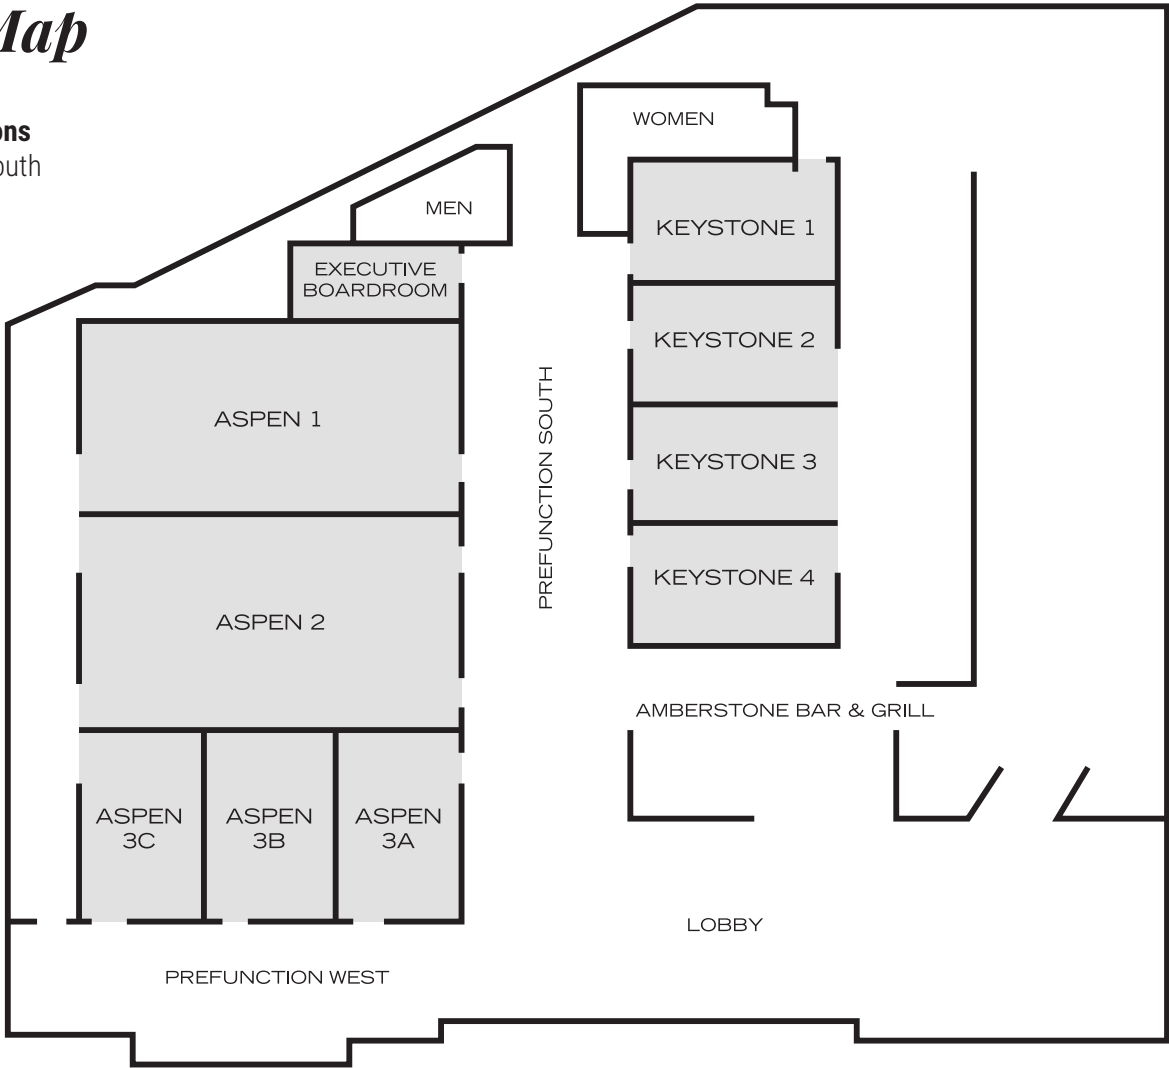 Map
ons
outh
WOMEN
MEN
KEYSTONE 1
EXECUTIVE
BOARDROOM
KEYSTONE 2
ASPEN 1
PREFUNCTION SOUTH
KEYSTONE 3
KEYSTONE 4
ASPEN 2
AMBERSTONE BAR & GRILL
ASPEN
3C
ASPEN
3B
ASPEN
3A
LOBBY
PREFUNCTION WEST